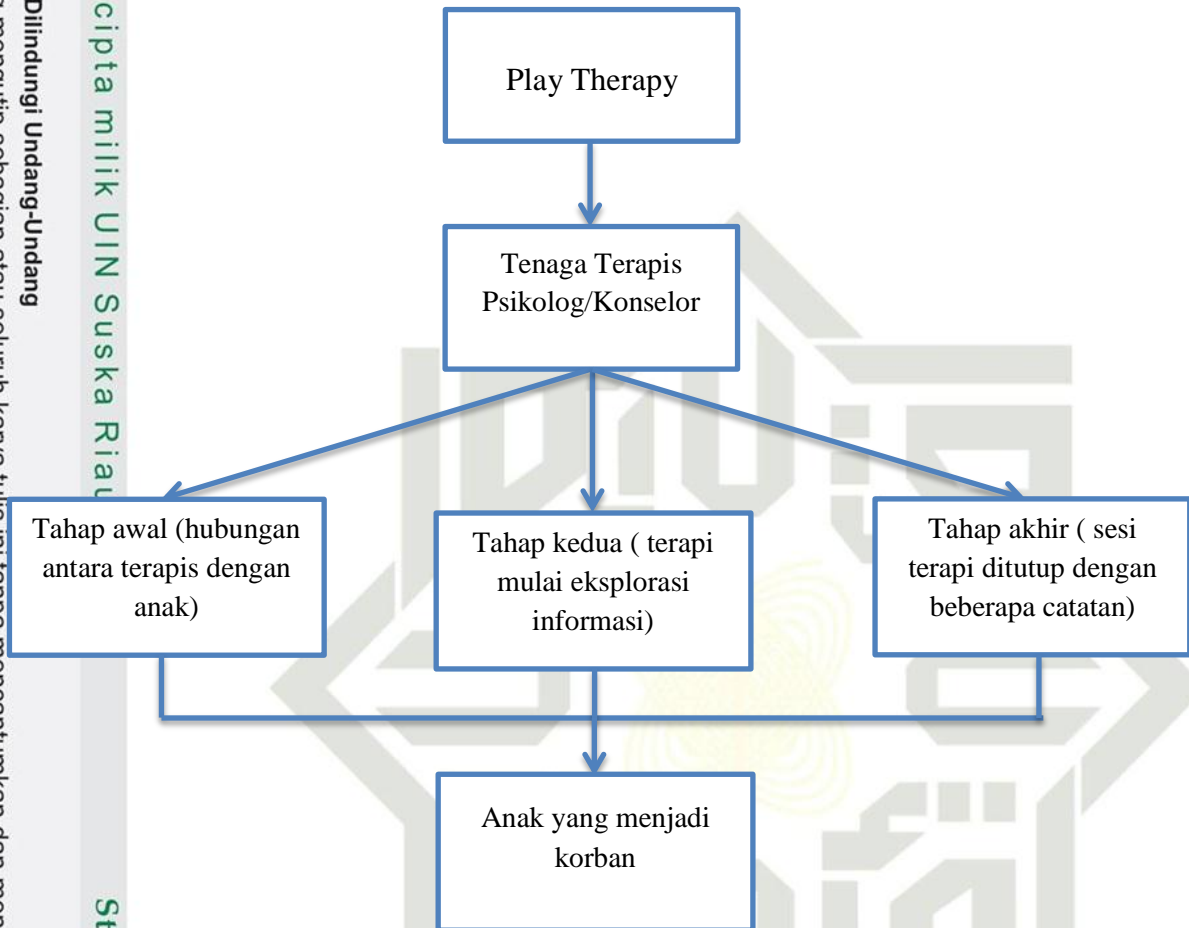 cipta milik UIN Suska Riau
Dilindungi Undang-Undang
Play Therapy
Tenaga Terapis
Psikolog/Konselor
Tahap awal (hubungan
antara terapis dengan
anak)
Tahap kedua ( terapi
mulai eksplorasi
informasi)
Tahap akhir ( sesi
terapi ditutup dengan
beberapa catatan)
Anak yang menjadi
korban